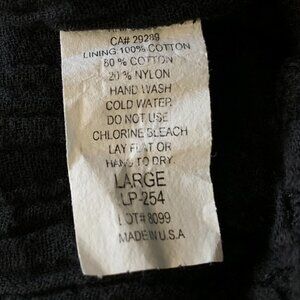 CA# 29289
LINING 100% COTTON
80 % COTTON
20 % NYLON
HAND WASH
COLD WATER
DO NOT USE
CHLORINE BLEACH
LAY FLAT OR
HANG TO DRY
LARGE
LP-254
LOT# 8099
MADE IN U.S.A